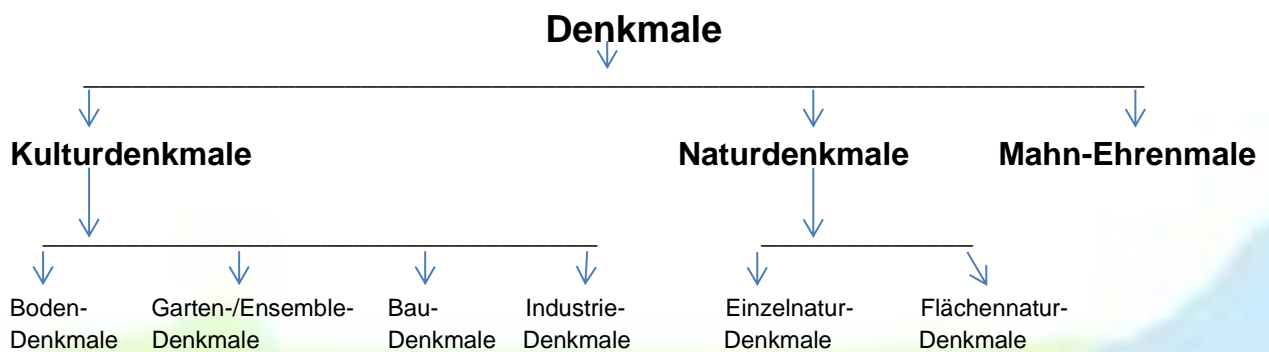 Denkmale
Kulturdenkmale Naturdenkmale Mahn-Ehrenmale
Boden- Garten-/Ensemble- Bau- Industrie- Einzelnatur- Flächennatur-
Denkmale Denkmale Denkmale Denkmale Denkmale Denkmale